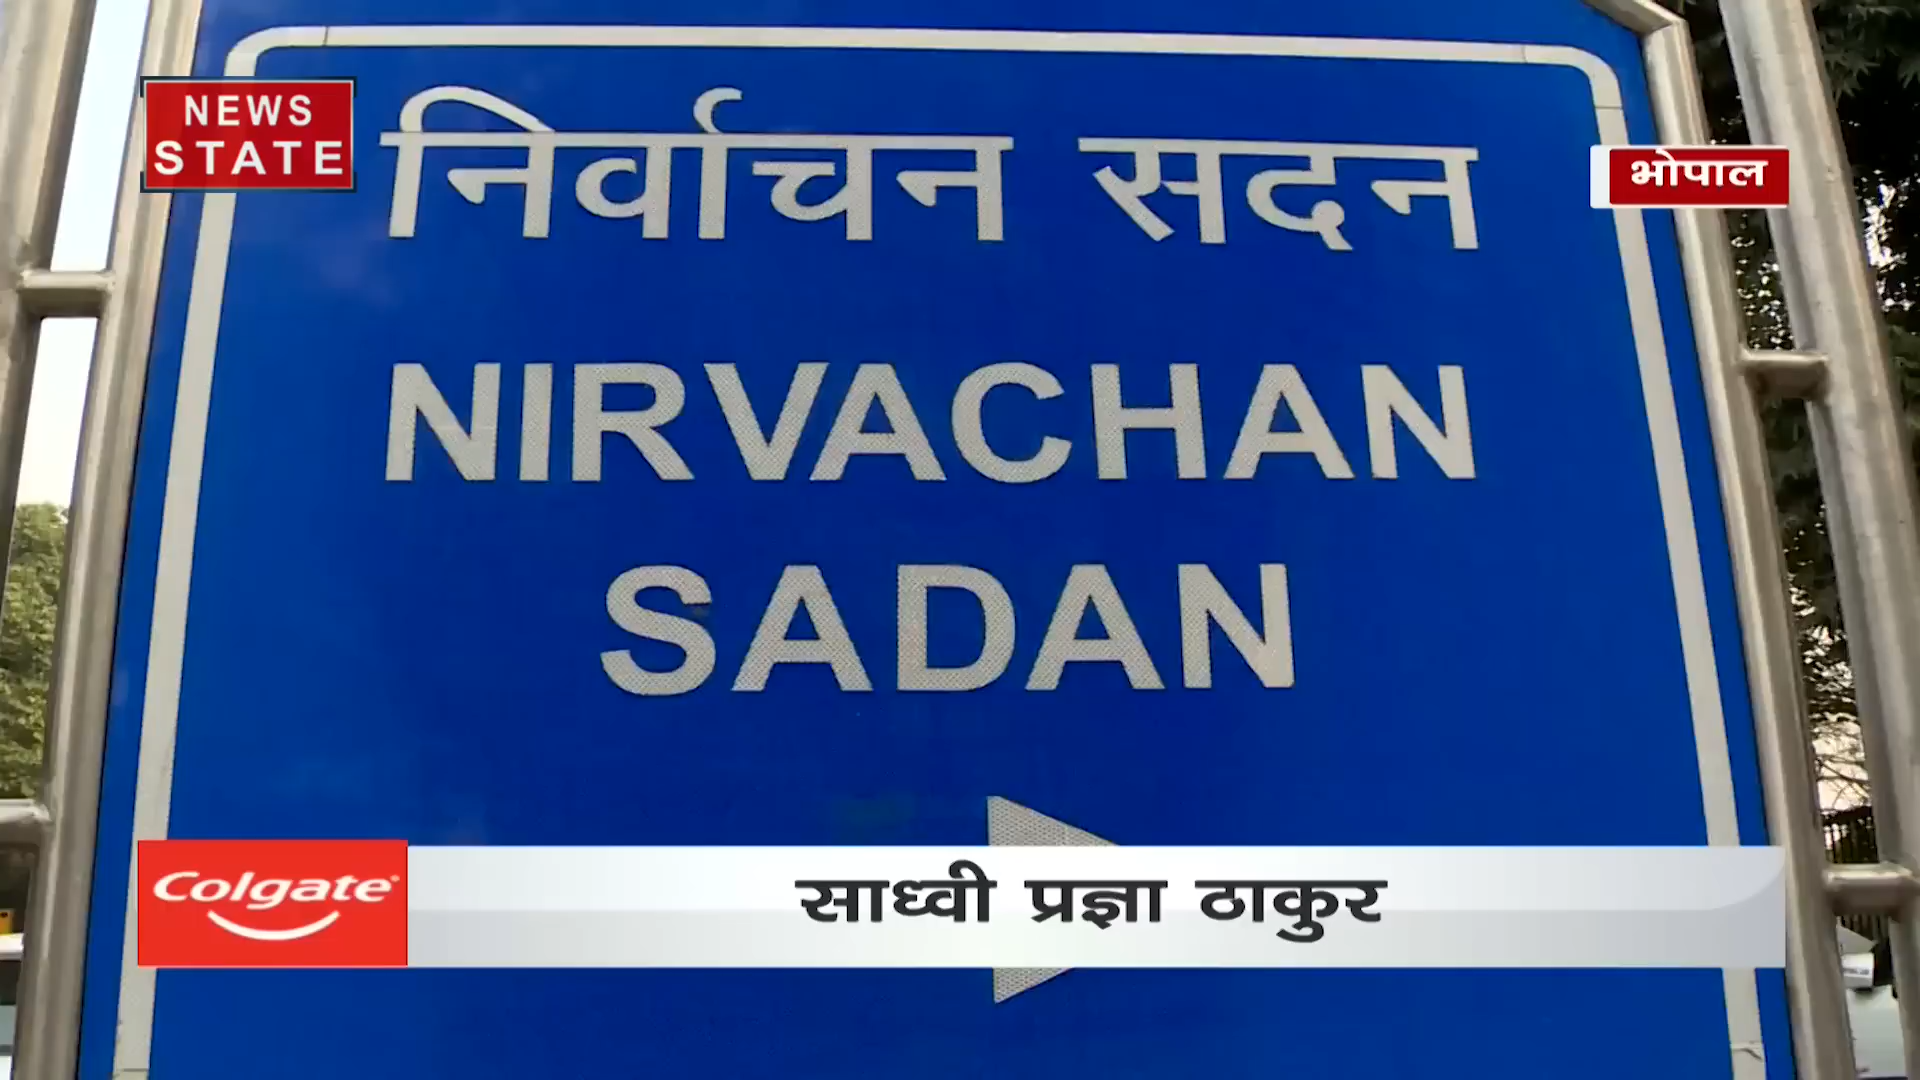 NEWS
STATE
भोपाल
निर्वाचन सदन
NIRVACHAN
SADAN
Colgate
साध्वी प्रज्ञा ठाकुर